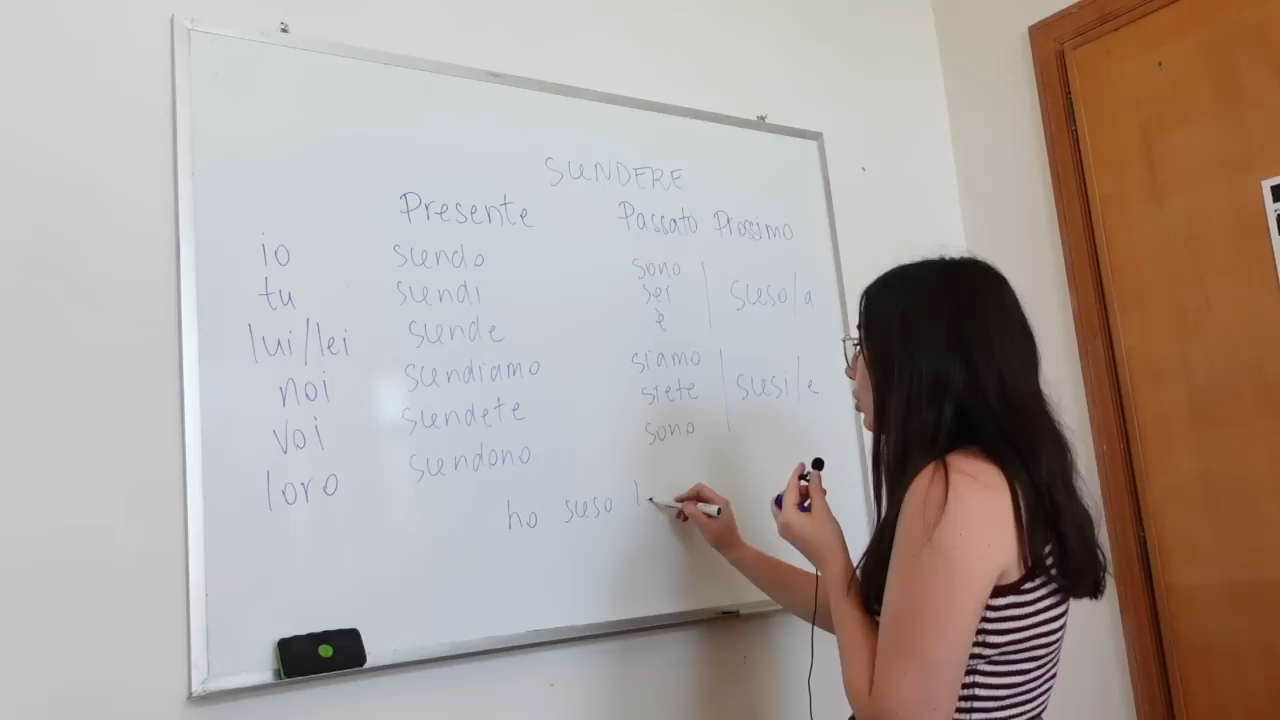 SCENDERE
Presente Passato Prossimo
io scendo sono
tu scendi sei sceso/a
lui/lei scende è
noi scendiamo siamo
voi scendete siete scesi/e
loro scendono sono
ho sceso l